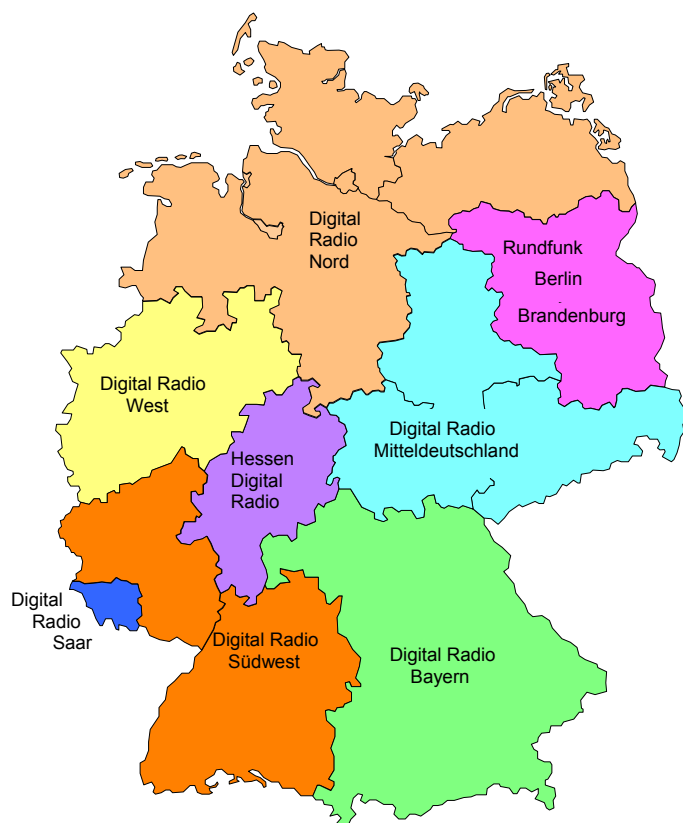 Digital
Radio
Nord
Rundfunk
Berlin
-
Brandenburg
Digital Radio
West
Digital Radio
Mitteldeutschland
Hessen
Digital
Radio
Digital
Radio
Saar
Digital Radio
Südwest
Digital Radio
Bayern